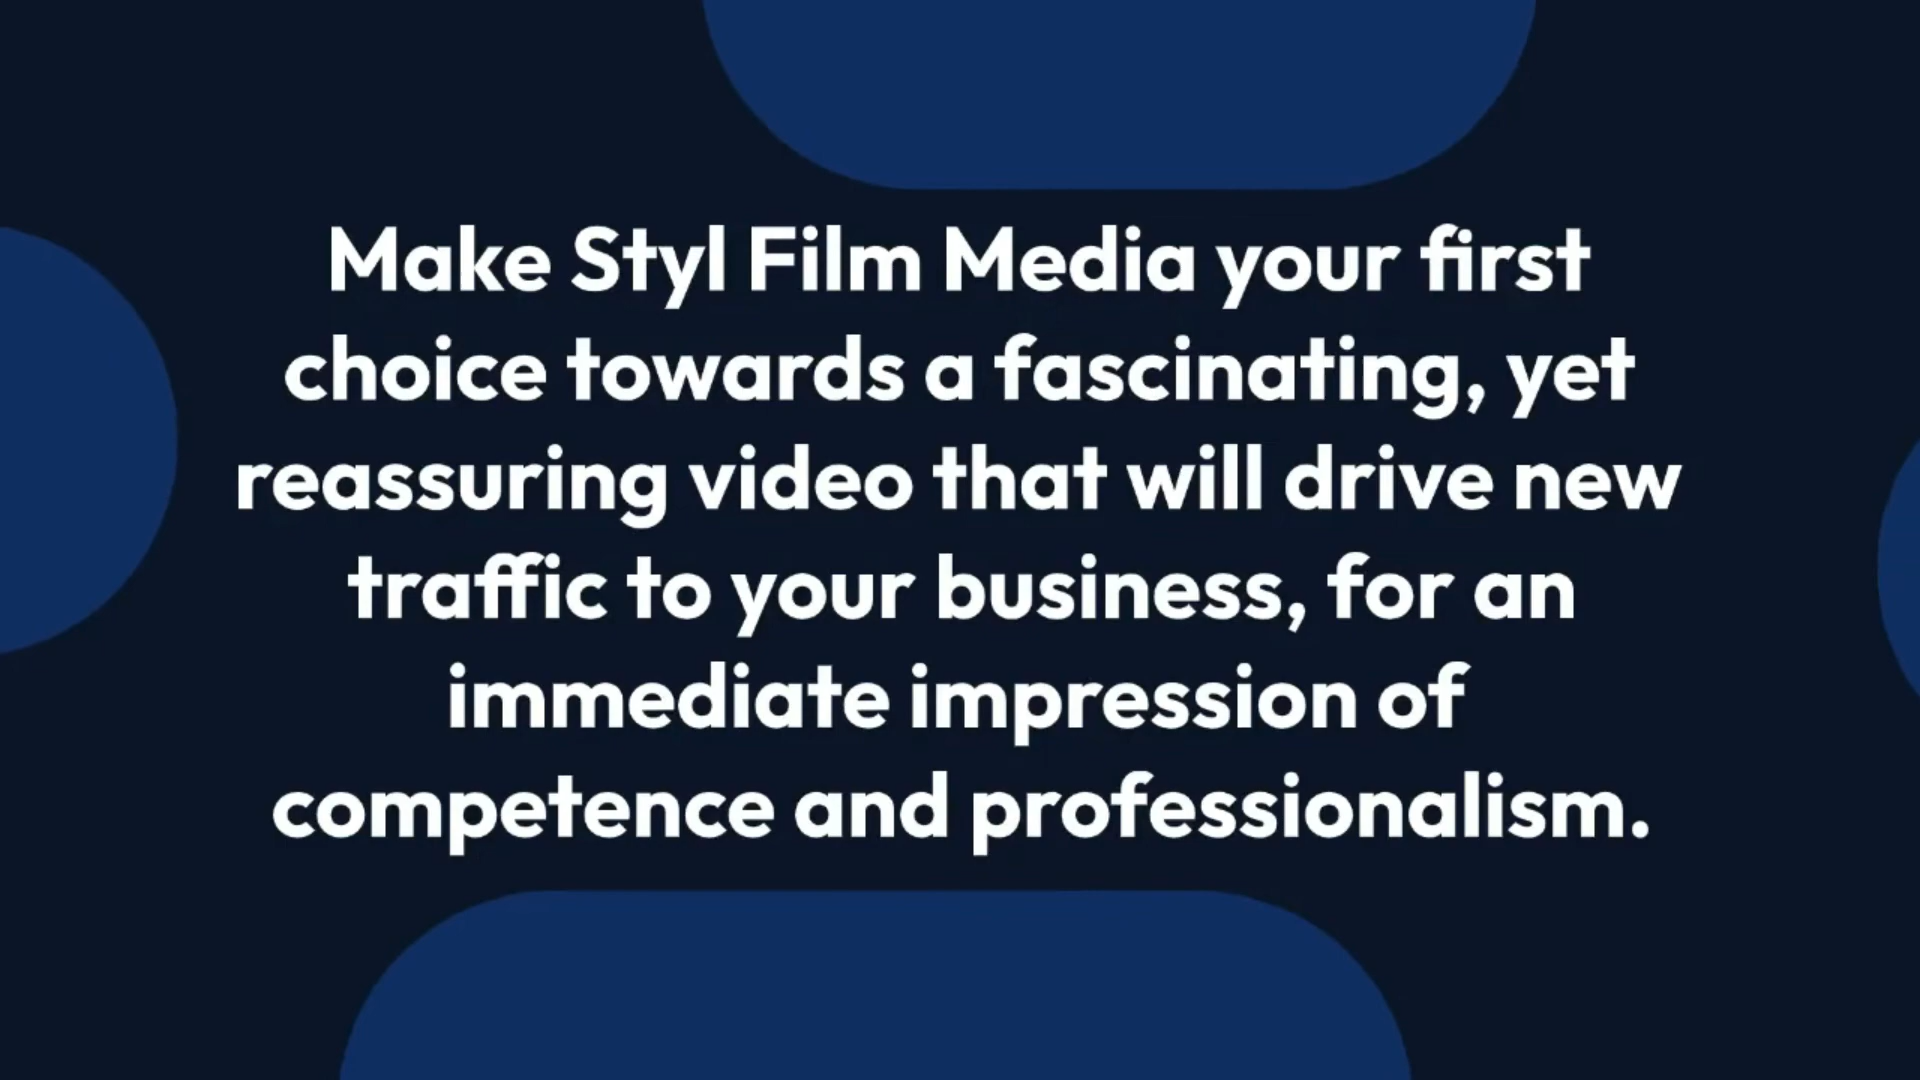 Make Styl Film Media your first
choice towards a fascinating, yet
reassuring video that will drive new
traffic to your business, for an
immediate impression of
competence and professionalism.